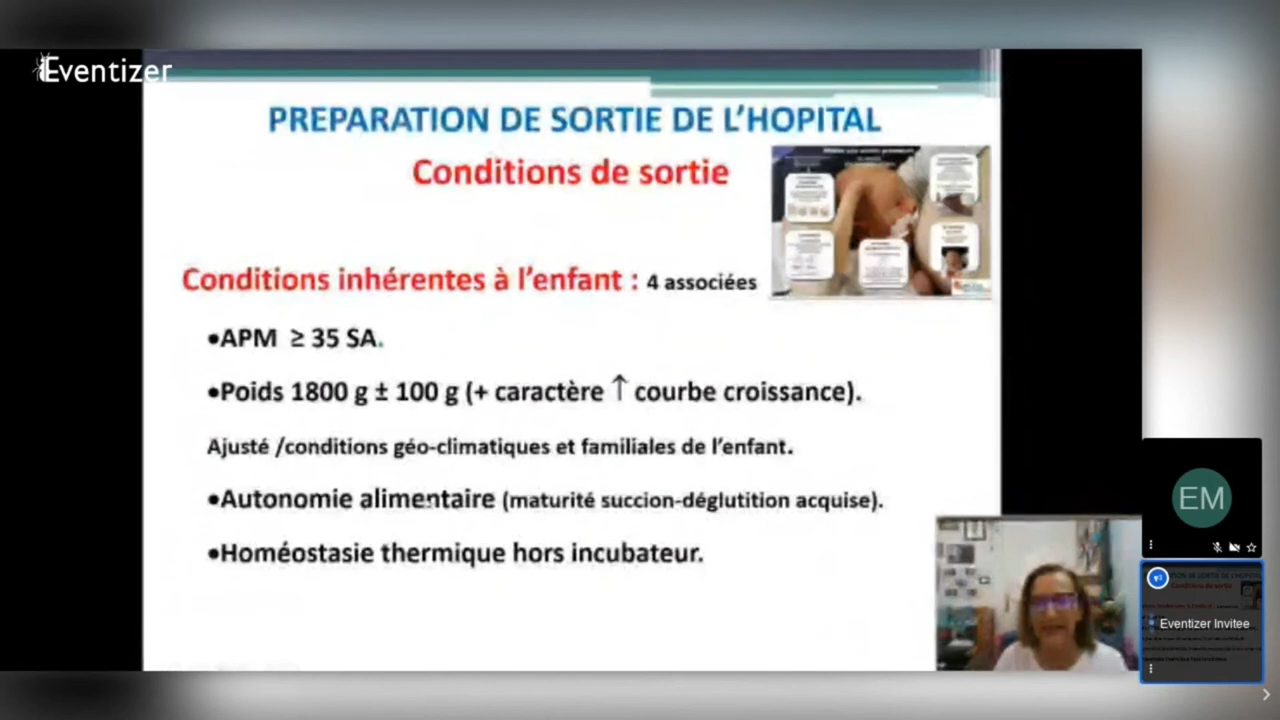 Eventizer
PREPARATION DE SORTIE DE L'HOPITAL
Conditions de sortie
Conditions inhérentes à l'enfant : 4 associées
•APM ≥ 35 SA.
•Poids 1800 g ± 100 g (+ caractère ↑ courbe croissance).
Ajusté /conditions géo-climatiques et familiales de l'enfant.
•Autonomie alimentaire (maturité succion-déglutition acquise).
•Homéostasie thermique hors incubateur.
EM
Eventizer Invitee